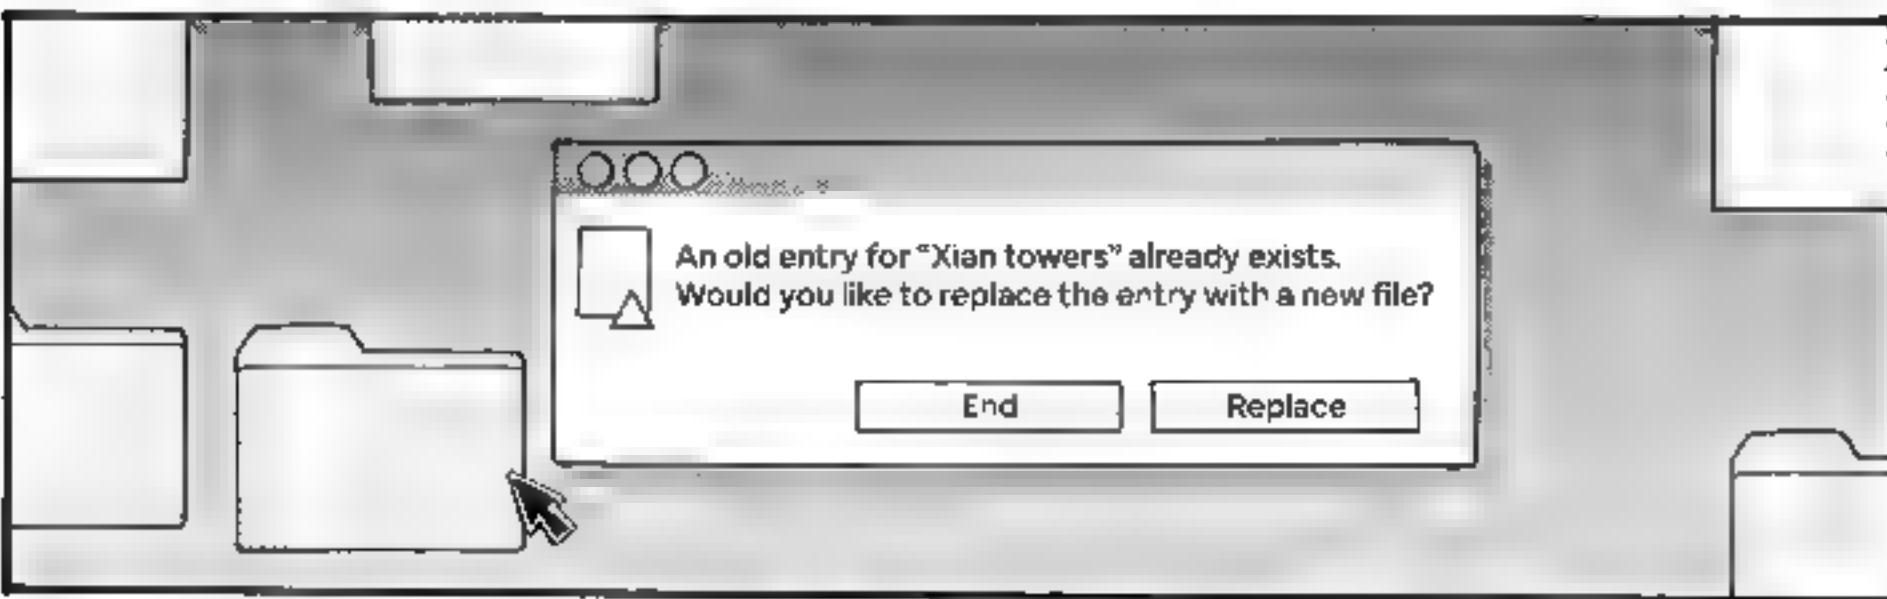 An old entry for “Xian towers” already exists.
Would you like to replace the entry with a new file?
End
Replace